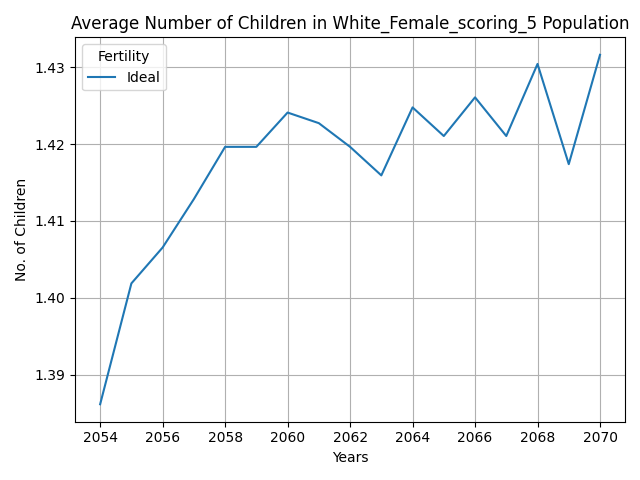 Average Number of Children in White_Female_scoring_5 Population
Fertility
Ideal
No. of Children
1.43
1.42
1.41
1.40
1.39
2054 2056 2058 2060 2062 2064 2066 2068 2070
Years